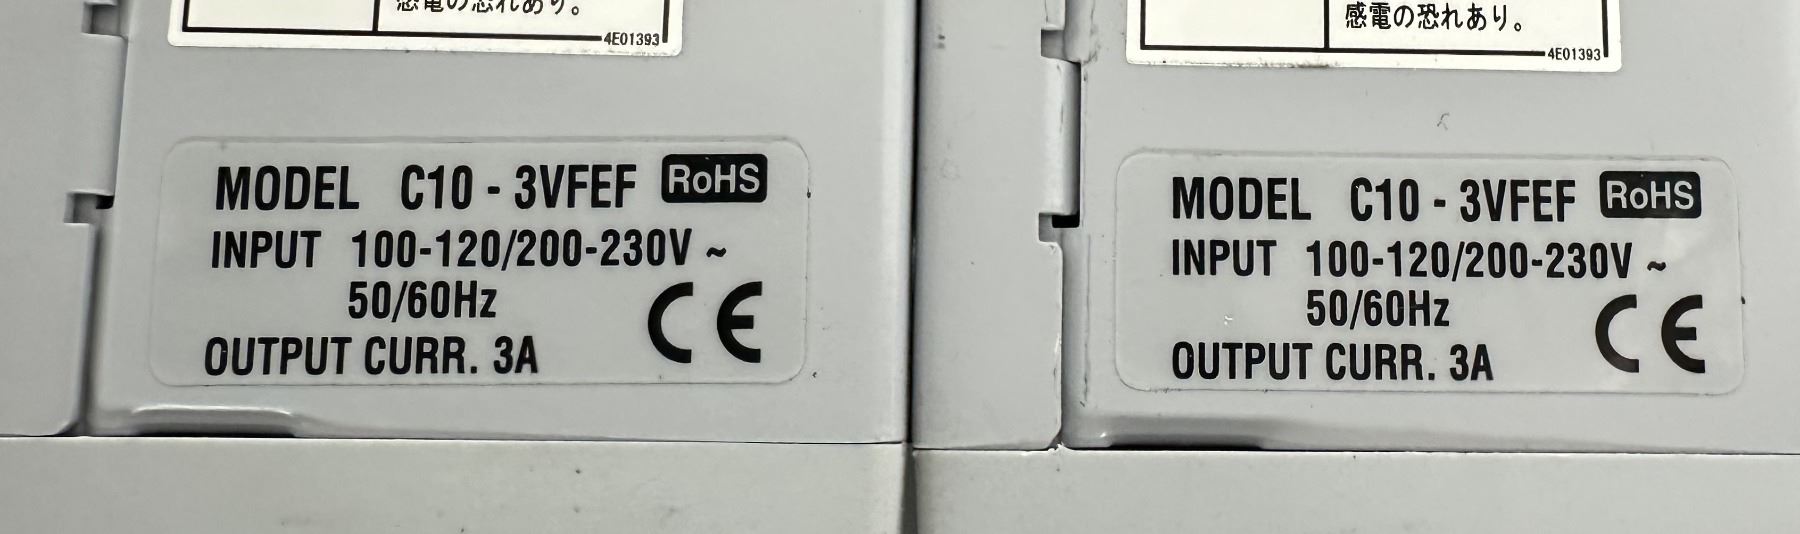 感電の恐れあり。
4E01393
MODEL C10 - 3VFEF RoHS
INPUT 100-120/200-230V ~
50/60Hz
OUTPUT CURR. 3A
CE
感電の恐れあり。
4E01393
MODEL C10 - 3VFEF RoHS
INPUT 100-120/200-230V ~
50/60Hz
OUTPUT CURR. 3A
CE